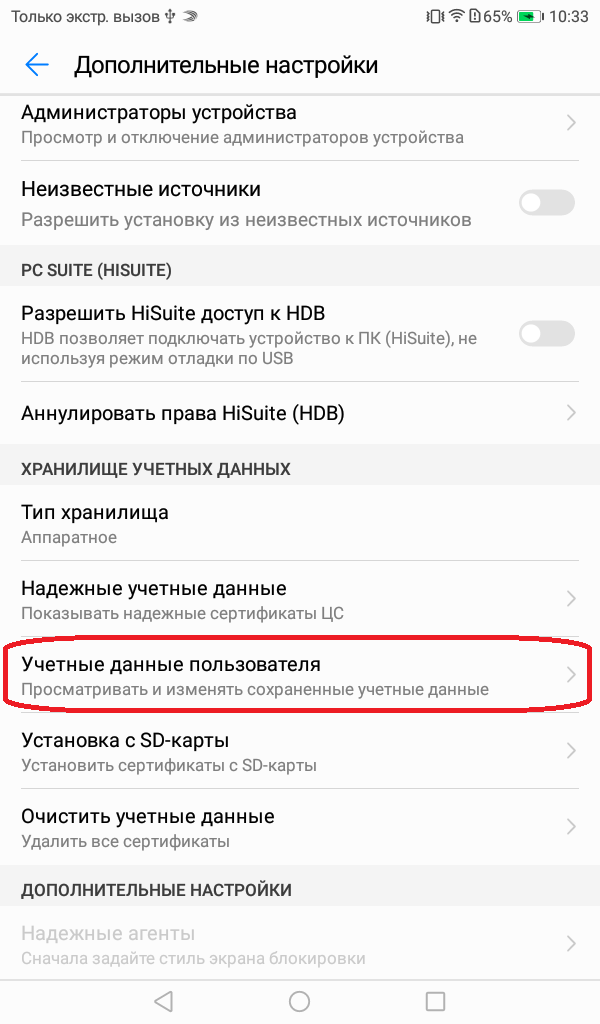 Только экстр. вызов 65% 10:33
Дополнительные настройки
Администраторы устройства
Просмотр и отключение администраторов устройства
Неизвестные источники
Разрешить установку из неизвестных источников
PC SUITE (HISUITE)
Разрешить HiSuite доступ к HDB
HDB позволяет подключать устройство к ПК (HiSuite), не
используя режим отладки по USB
Аннулировать права HiSuite (HDB)
ХРАНИЛИЩЕ УЧЕТНЫХ ДАННЫХ
Тип хранилища
Аппаратное
Надежные учетные данные
Показывать надежные сертификаты ЦС
Учетные данные пользователя
Просматривать и изменять сохраненные учетные данные
Установка с SD-карты
Установить сертификаты с SD-карты
Очистить учетные данные
Удалить все сертификаты
ДОПОЛНИТЕЛЬНЫЕ НАСТРОЙКИ
Надежные агенты
Сначала задайте стиль экрана блокировки